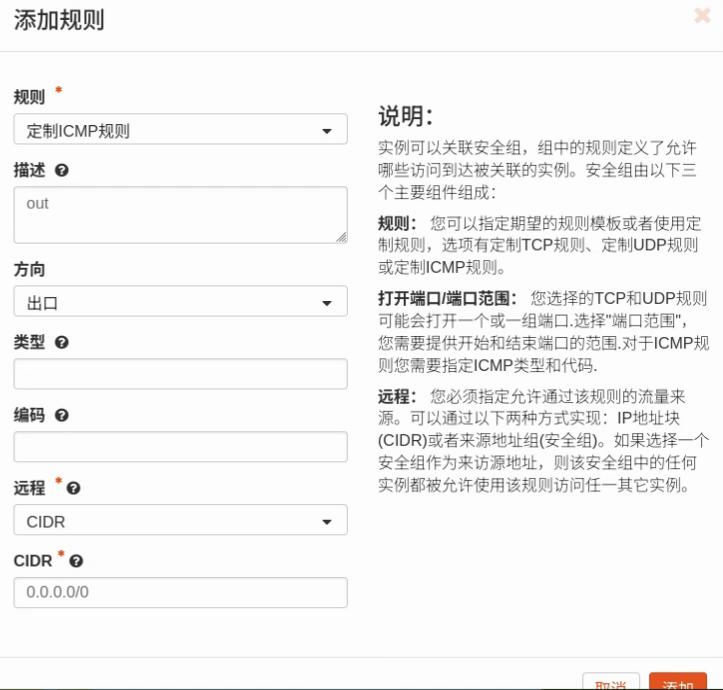 添加规则
规则 *
定制ICMP规则
描述
out
方向
出口
类型
编码
远程 *
CIDR
CIDR *
0.0.0.0/0
说明：
实例可以关联安全组，组中的规则定义了允许
哪些访问到达被关联的实例。安全组由以下三
个主要组件组成：
规则： 您可以指定期望的规则模板或者使用定
制规则，选项有定制TCP规则、定制UDP规则
或定制ICMP规则。
打开端口/端口范围： 您选择的TCP和UDP规则
可能会打开一个或一组端口.选择"端口范围"，
您需要提供开始和结束端口的范围.对于ICMP规
则您需要指定ICMP类型和代码.
远程： 您必须指定允许通过该规则的流量来
源。可以通过以下两种方式实现：IP地址块
(CIDR)或者来源地址组(安全组)。如果选择一个
安全组作为来访源地址，则该安全组中的任何
实例都被允许使用该规则访问任一其它实例。
取消
添加